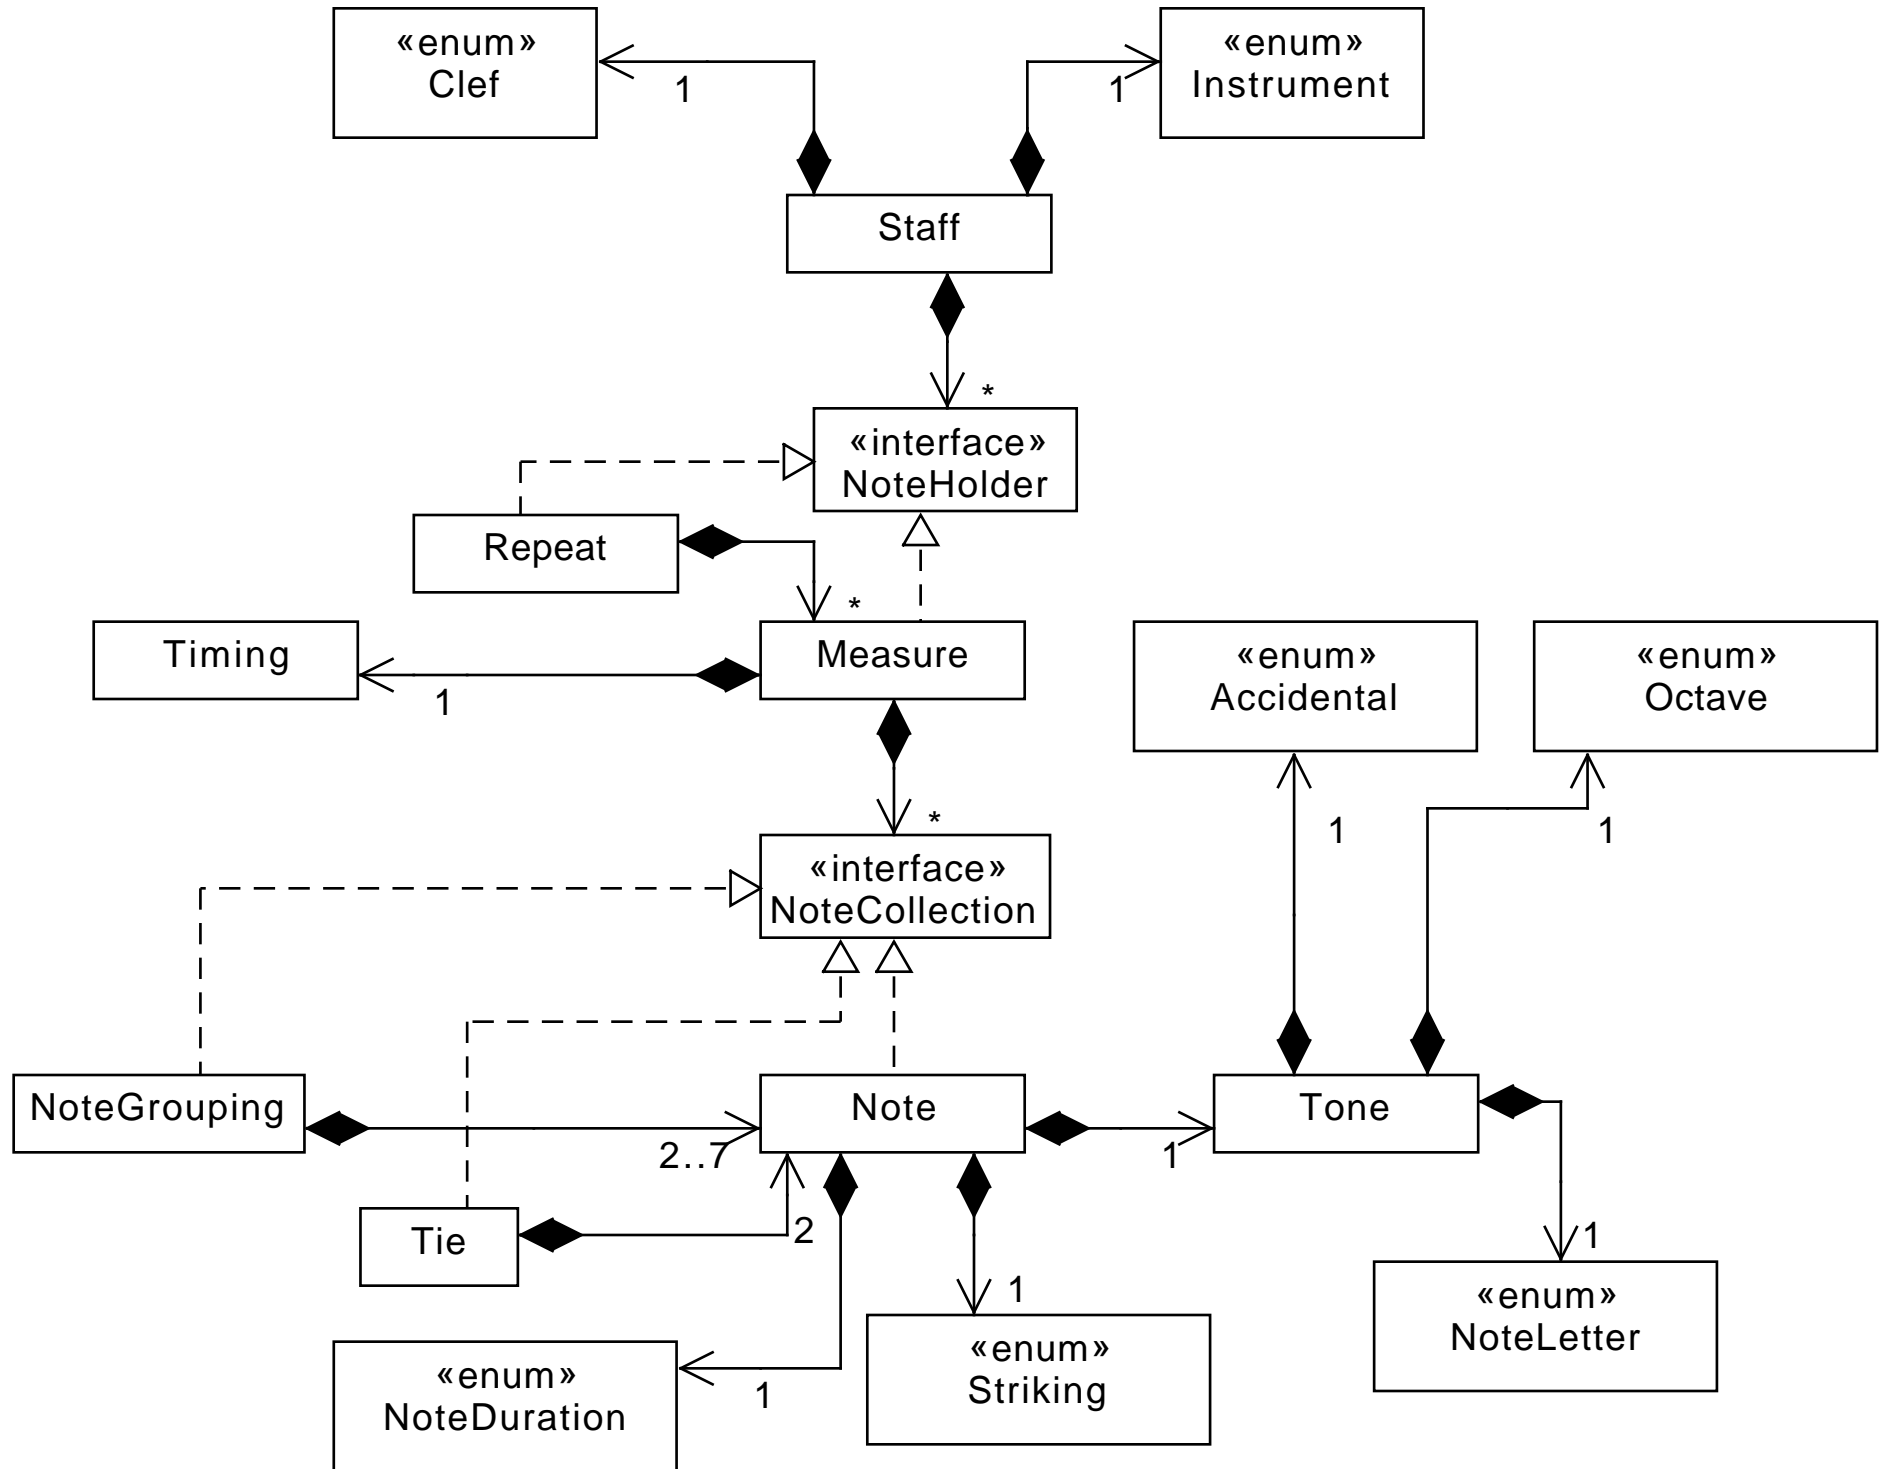 «enum»
Clef
1
«enum»
Instrument
1
Staff
*
«interface»
NoteHolder
Repeat
*
Timing
1
Measure
«enum»
Accidental
1
«enum»
Octave
1
*
«interface»
NoteCollection
NoteGrouping
2..7
Note
1
Tone
Tie
2
1
«enum»
NoteLetter
1
«enum»
Striking
«enum»
NoteDuration
1